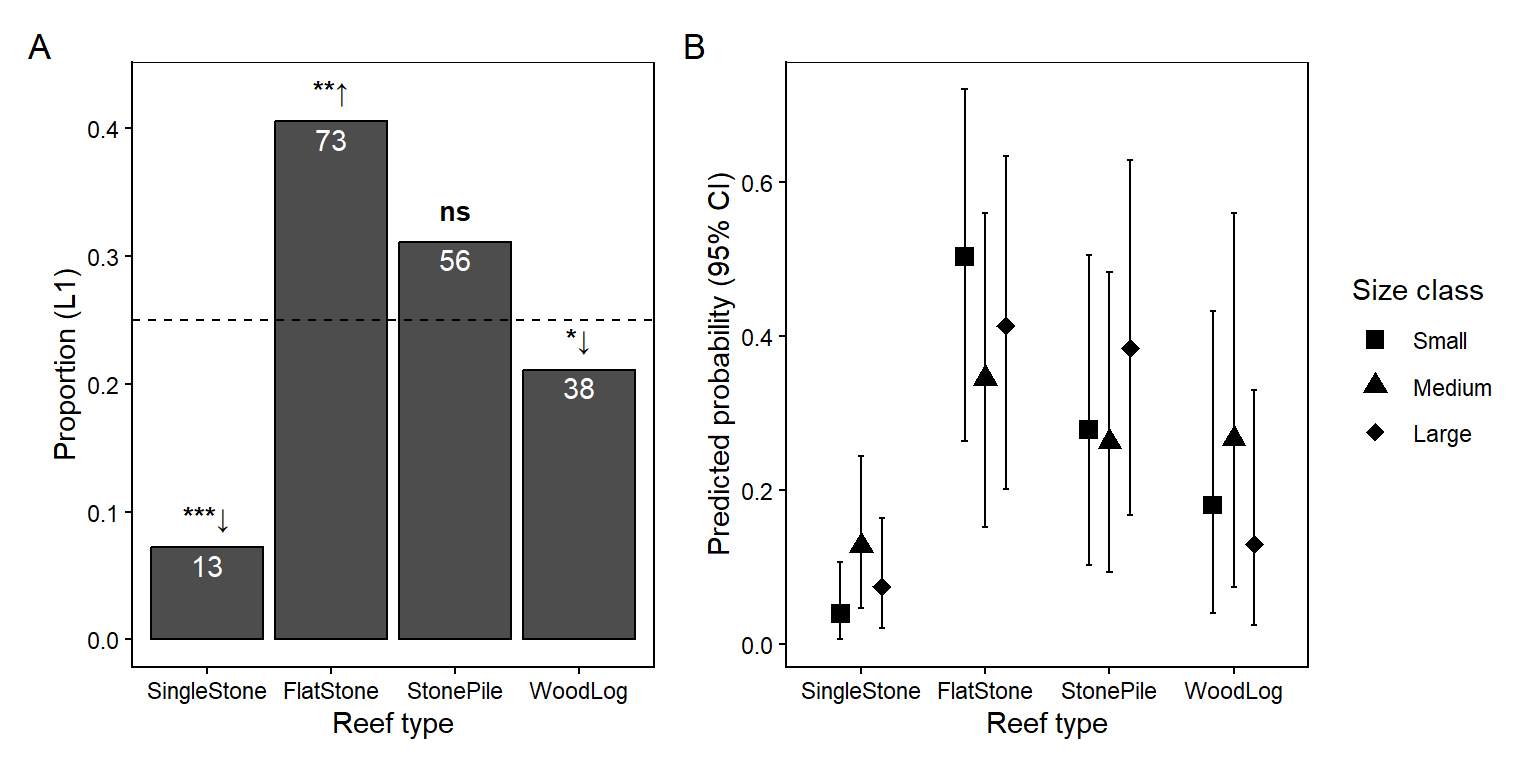 A
Proportion (L1)
0.4
0.3
0.2
0.1
0.0
***↓
13
**↑
73
ns
56
*↓
38
SingleStone FlatStone StonePile WoodLog
Reef type
B
Predicted probability (95% CI)
0.6
0.4
0.2
0.0
SingleStone FlatStone StonePile WoodLog
Reef type
Size class
Small
Medium
Large